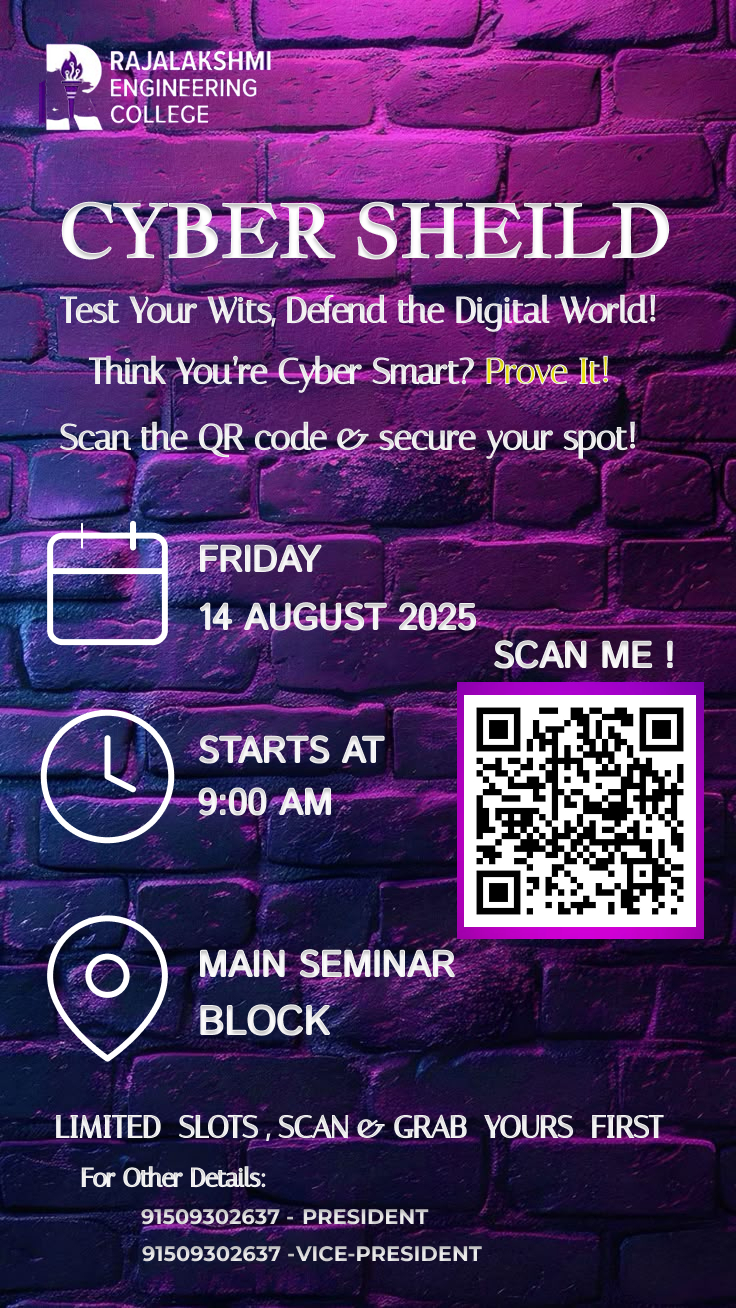 RAJALAKSHMI
ENGINEERING
COLLEGE
CYBER SHEILD
Test Your Wits, Defend the Digital World!
Think You're Cyber Smart? Prove It!
Scan the QR code & secure your spot!
FRIDAY
14 AUGUST 2025
SCAN ME !
STARTS AT
9:00 AM
MAIN SEMINAR
BLOCK
LIMITED SLOTS , SCAN & GRAB YOURS FIRST
For Other Details:
91509302637 - PRESIDENT
91509302637 -VICE-PRESIDENT